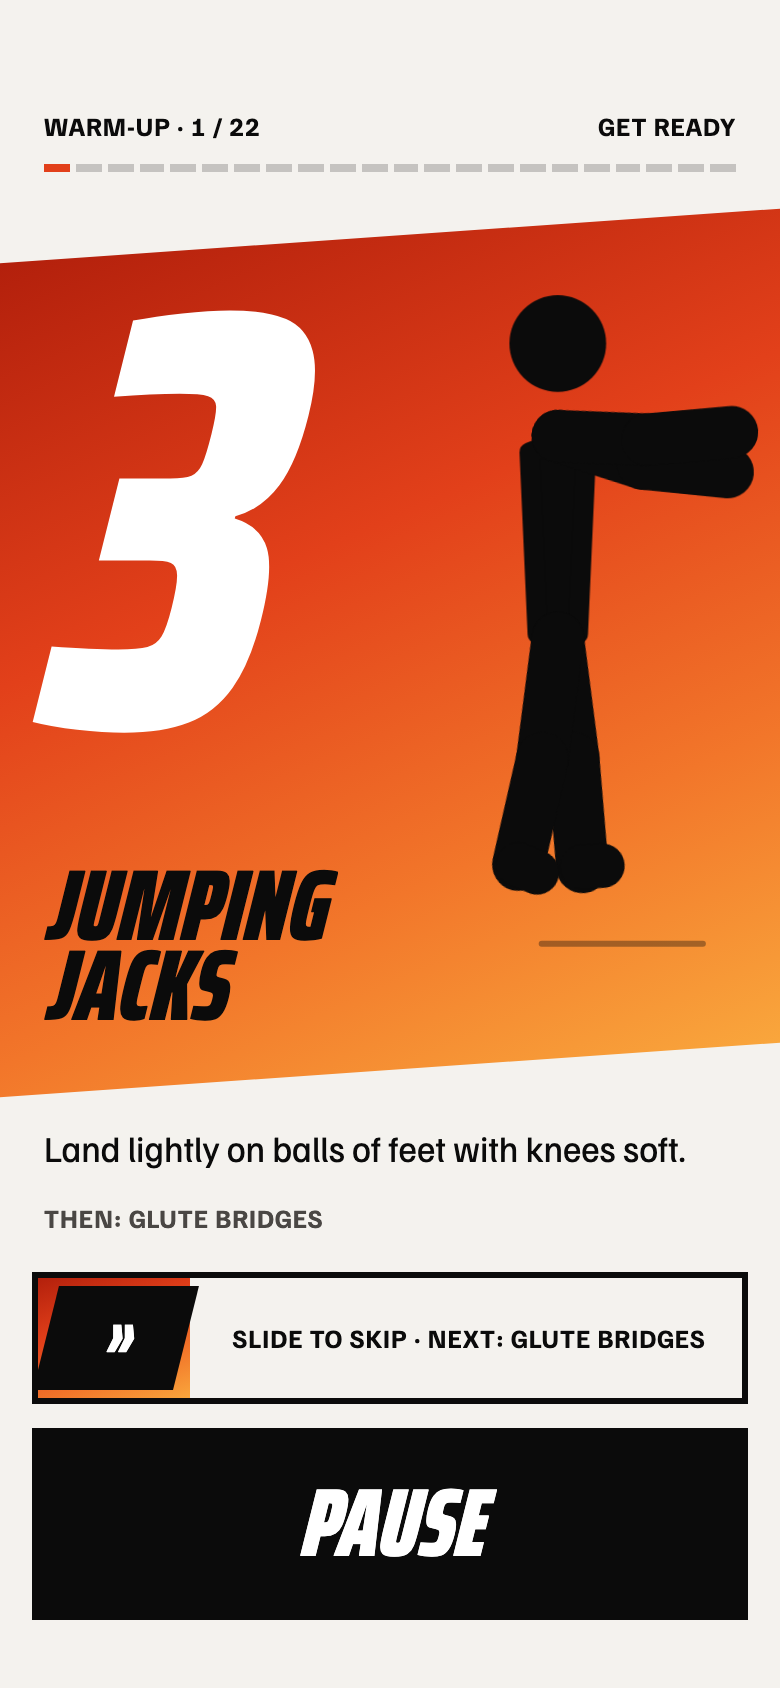 WARM-UP · 1 / 22
GET READY
3
JUMPING
JACKS
Land lightly on balls of feet with knees soft.
THEN: GLUTE BRIDGES
» SLIDE TO SKIP · NEXT: GLUTE BRIDGES
PAUSE